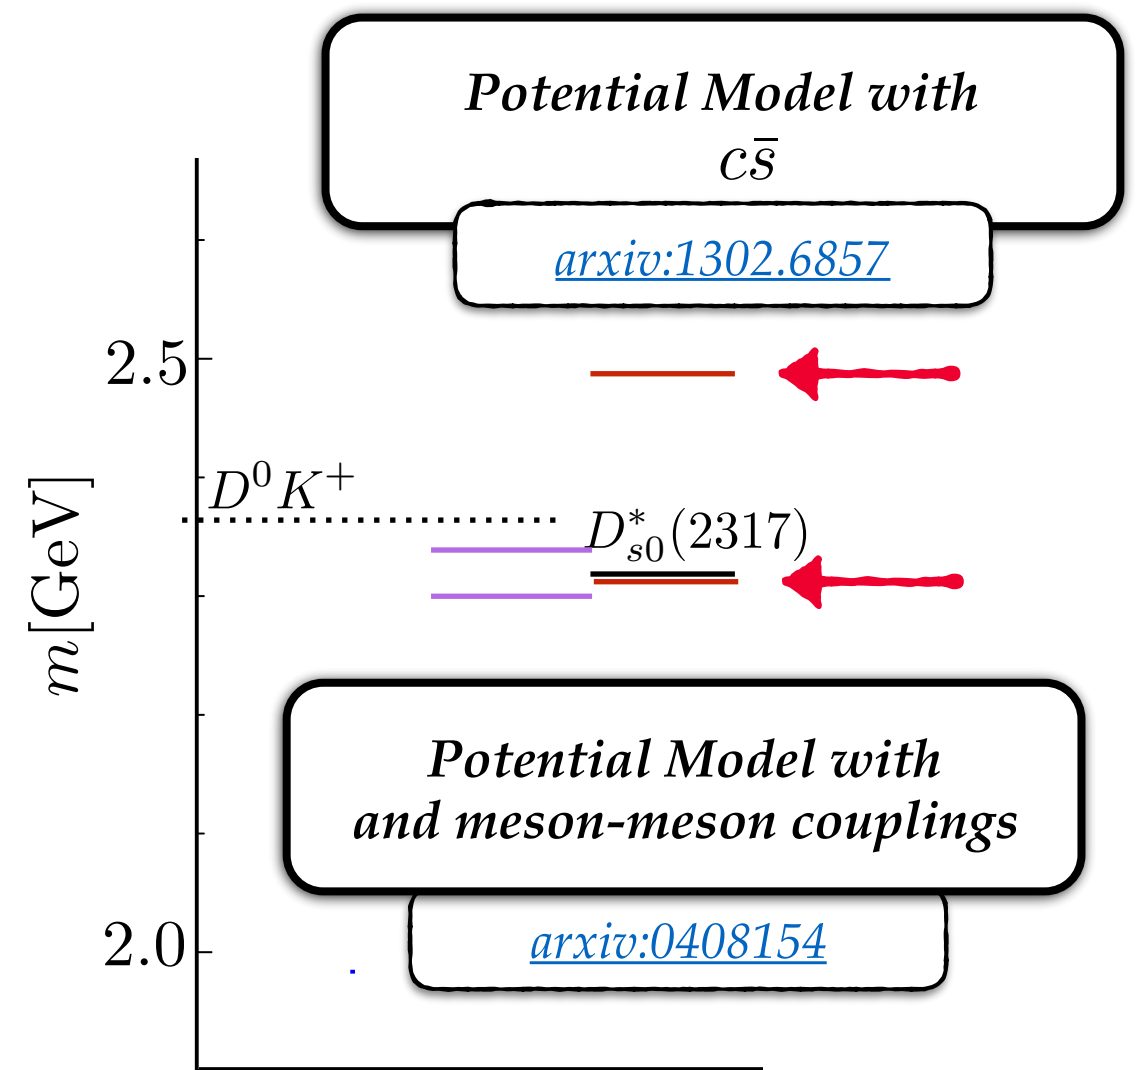 Potential Model with
cs̄
arxiv:1302.6857
2.5
D⁰K⁺
D*ₛ₀(2317)
m[GeV]
Potential Model with
and meson-meson couplings
2.0
arxiv:0408154